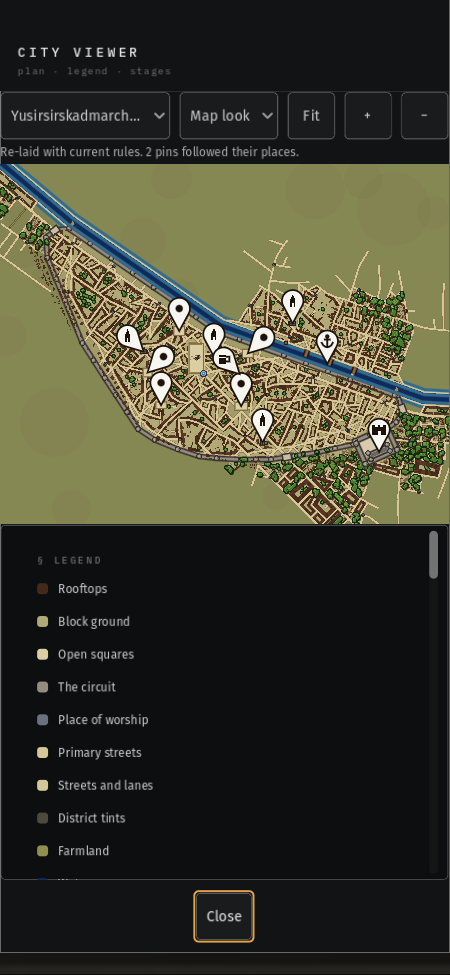 CITY VIEWER
plan · legend · stages
Yusirsirskadmarch... Map look Fit + −
Re-laid with current rules. 2 pins followed their places.
§ LEGEND
Rooftops
Block ground
Open squares
The circuit
Place of worship
Primary streets
Streets and lanes
District tints
Farmland
Close